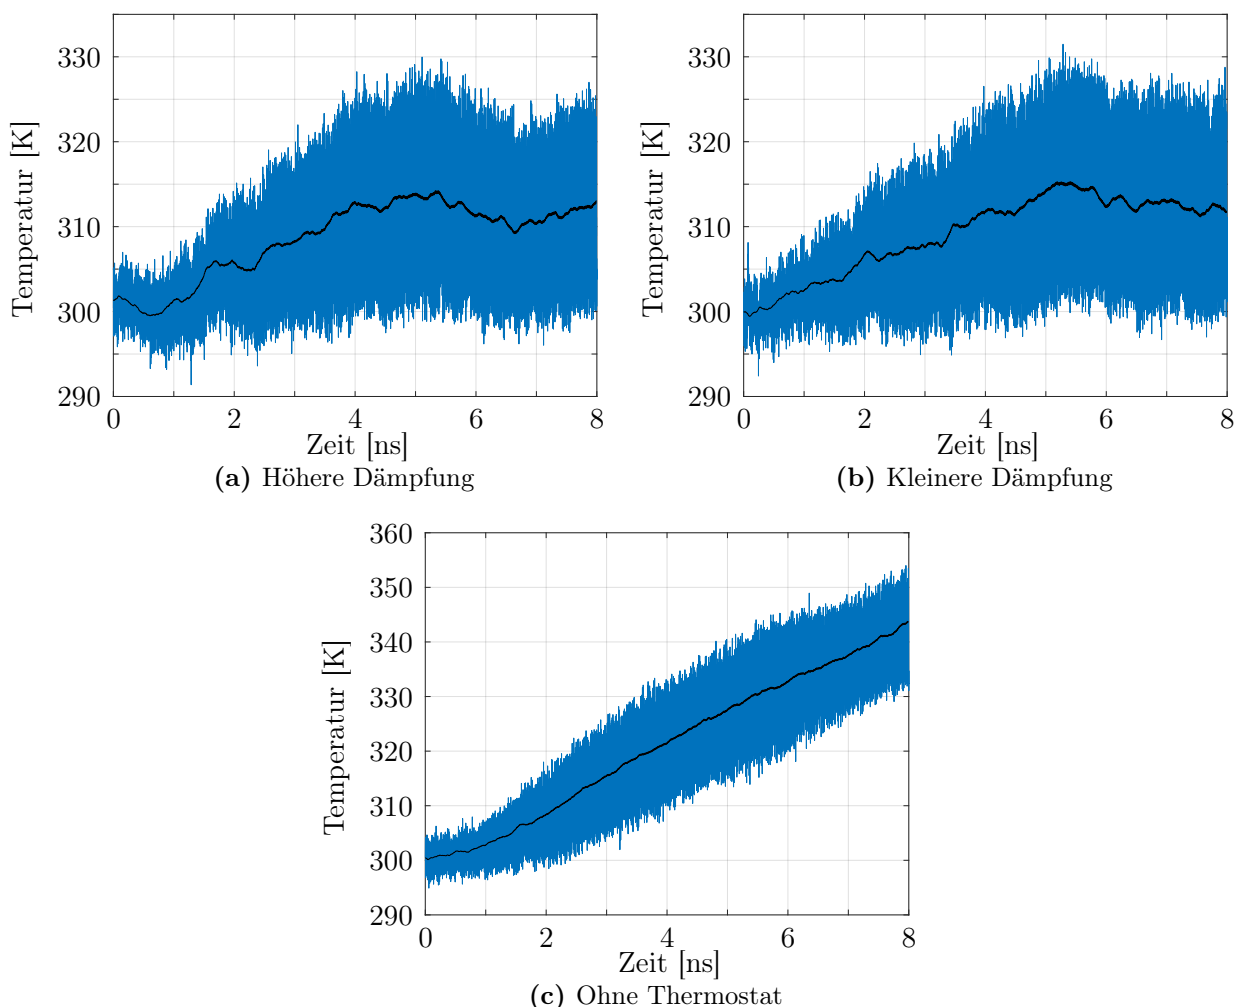 330
320
310
300
290
Temperatur [K]
0 2 4 6 8
Zeit [ns]
(a) Höhere Dämpfung
330
320
310
300
290
Temperatur [K]
0 2 4 6 8
Zeit [ns]
(b) Kleinere Dämpfung
360
350
340
330
320
310
300
290
Temperatur [K]
0 2 4 6 8
Zeit [ns]
(c) Ohne Thermostat